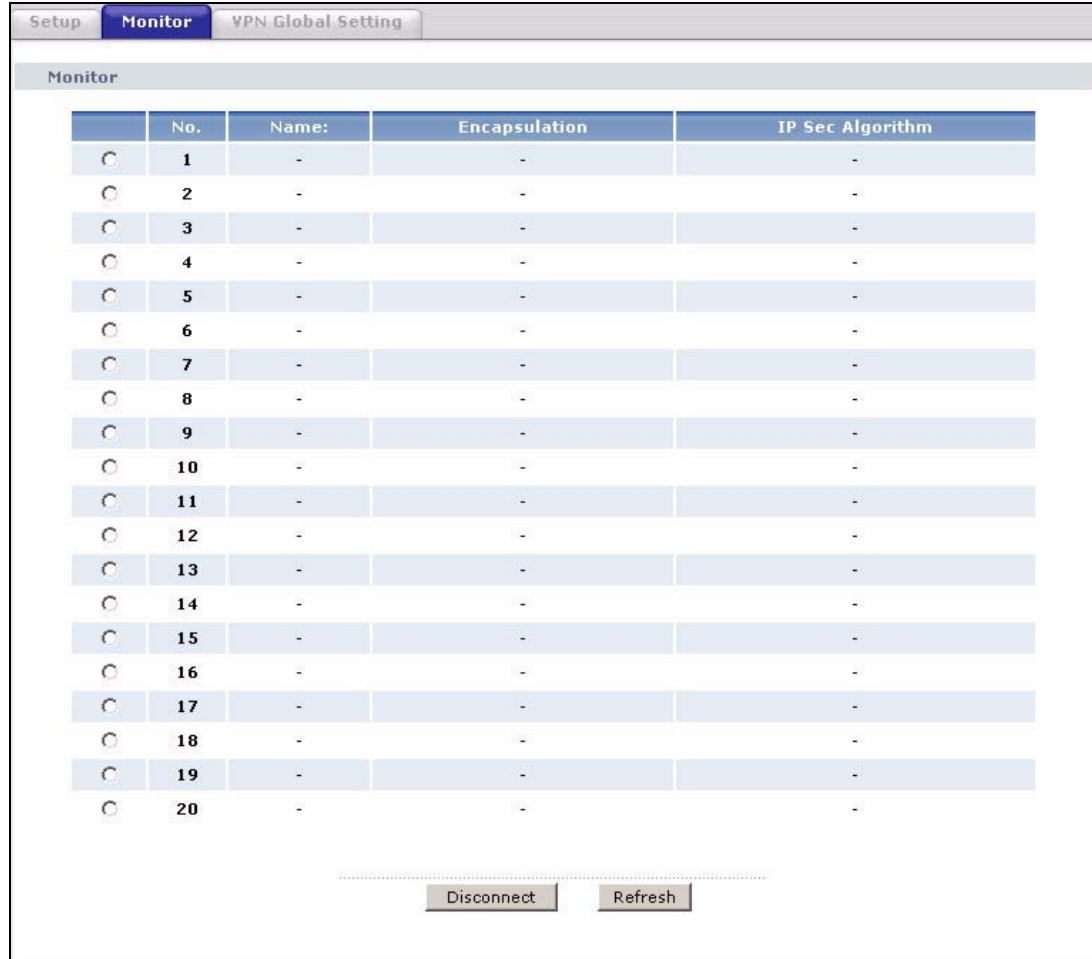 Setup Monitor VPN Global Setting
Monitor
No. Name: Encapsulation IP Sec Algorithm
1 - - -
2 - - -
3 - - -
4 - - -
5 - - -
6 - - -
7 - - -
8 - - -
9 - - -
10 - - -
11 - - -
12 - - -
13 - - -
14 - - -
15 - - -
16 - - -
17 - - -
18 - - -
19 - - -
20 - - -
Disconnect Refresh